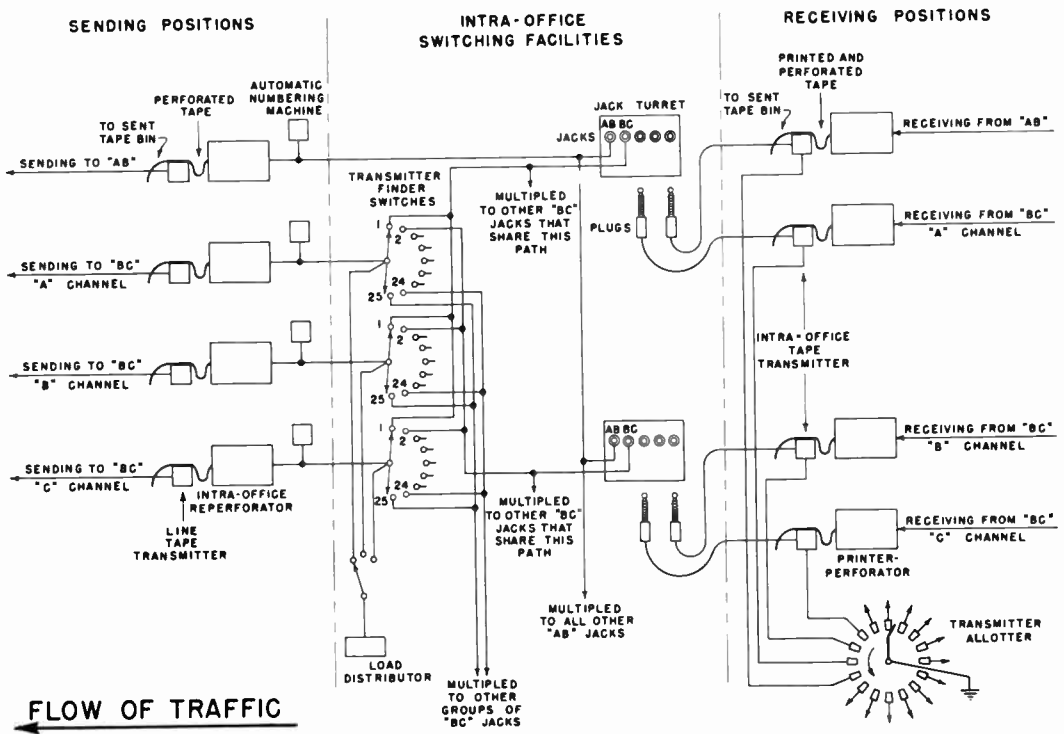 SENDING POSITIONS
INTRA-OFFICE
SWITCHING FACILITIES
RECEIVING POSITIONS
AUTOMATIC
NUMBERING
MACHINE
PERFORATED
TAPE
TO SENT
TAPE BIN
SENDING TO "AB"
SENDING TO "BC"
"A" CHANNEL
SENDING TO "BC"
"B" CHANNEL
SENDING TO "BC"
"C" CHANNEL
INTRA-OFFICE
REPERFORATOR
LINE
TAPE
TRANSMITTER
TRANSMITTER
FINDER
SWITCHES
1
2
24
25
1
2
24
25
1
2
24
25
LOAD
DISTRIBUTOR
JACK TURRET
JACKS
AB BC
MULTIPLED
TO OTHER "BC"
JACKS THAT
SHARE THIS
PATH
PLUGS
AB BC
MULTIPLED
TO OTHER "BC"
JACKS THAT
SHARE THIS
PATH
MULTIPLED
TO ALL OTHER
"AB" JACKS
MULTIPLED
TO OTHER
GROUPS OF
"BC" JACKS
PRINTED AND
PERFORATED
TAPE
TO SENT
TAPE BIN
RECEIVING FROM "AB"
RECEIVING FROM "BC"
"A" CHANNEL
INTRA-OFFICE
TAPE
TRANSMITTER
RECEIVING FROM "BC"
"B" CHANNEL
RECEIVING FROM "BC"
"C" CHANNEL
PRINTER-
PERFORATOR
TRANSMITTER
ALLOTTER
FLOW OF TRAFFIC